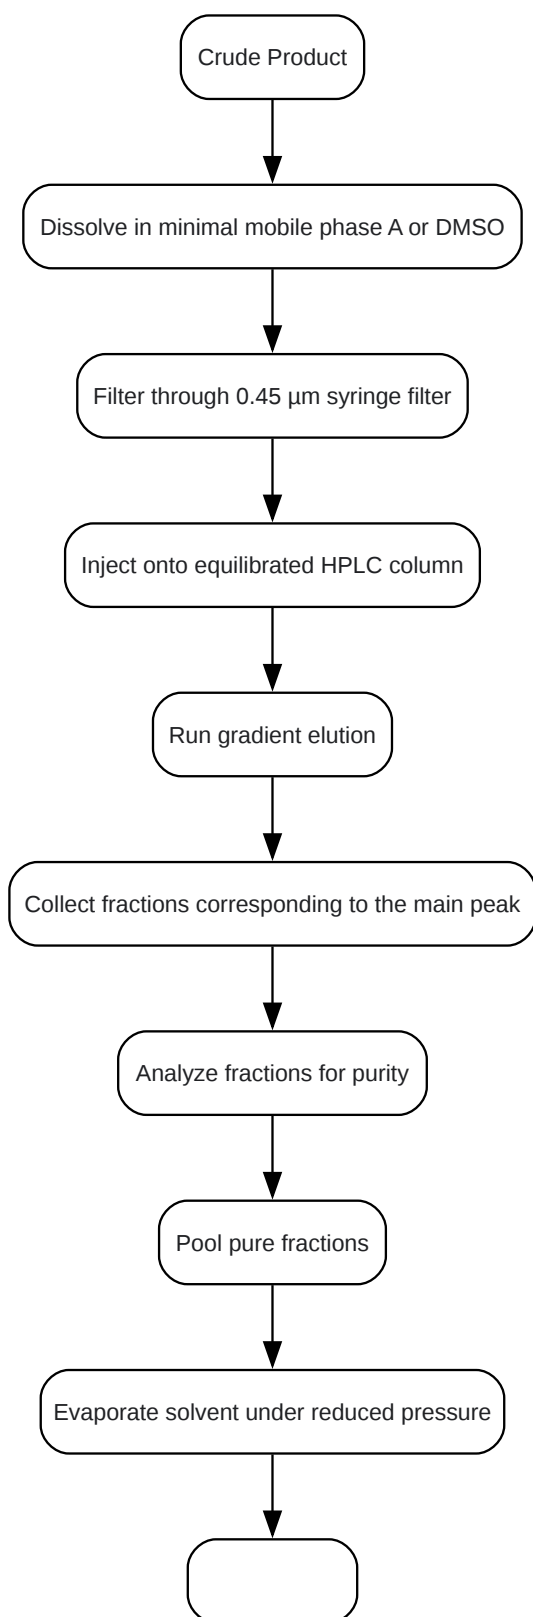 Crude Product
Dissolve in minimal mobile phase A or DMSO
Filter through 0.45 µm syringe filter
Inject onto equilibrated HPLC column
Run gradient elution
Collect fractions corresponding to the main peak
Analyze fractions for purity
Pool pure fractions
Evaporate solvent under reduced pressure